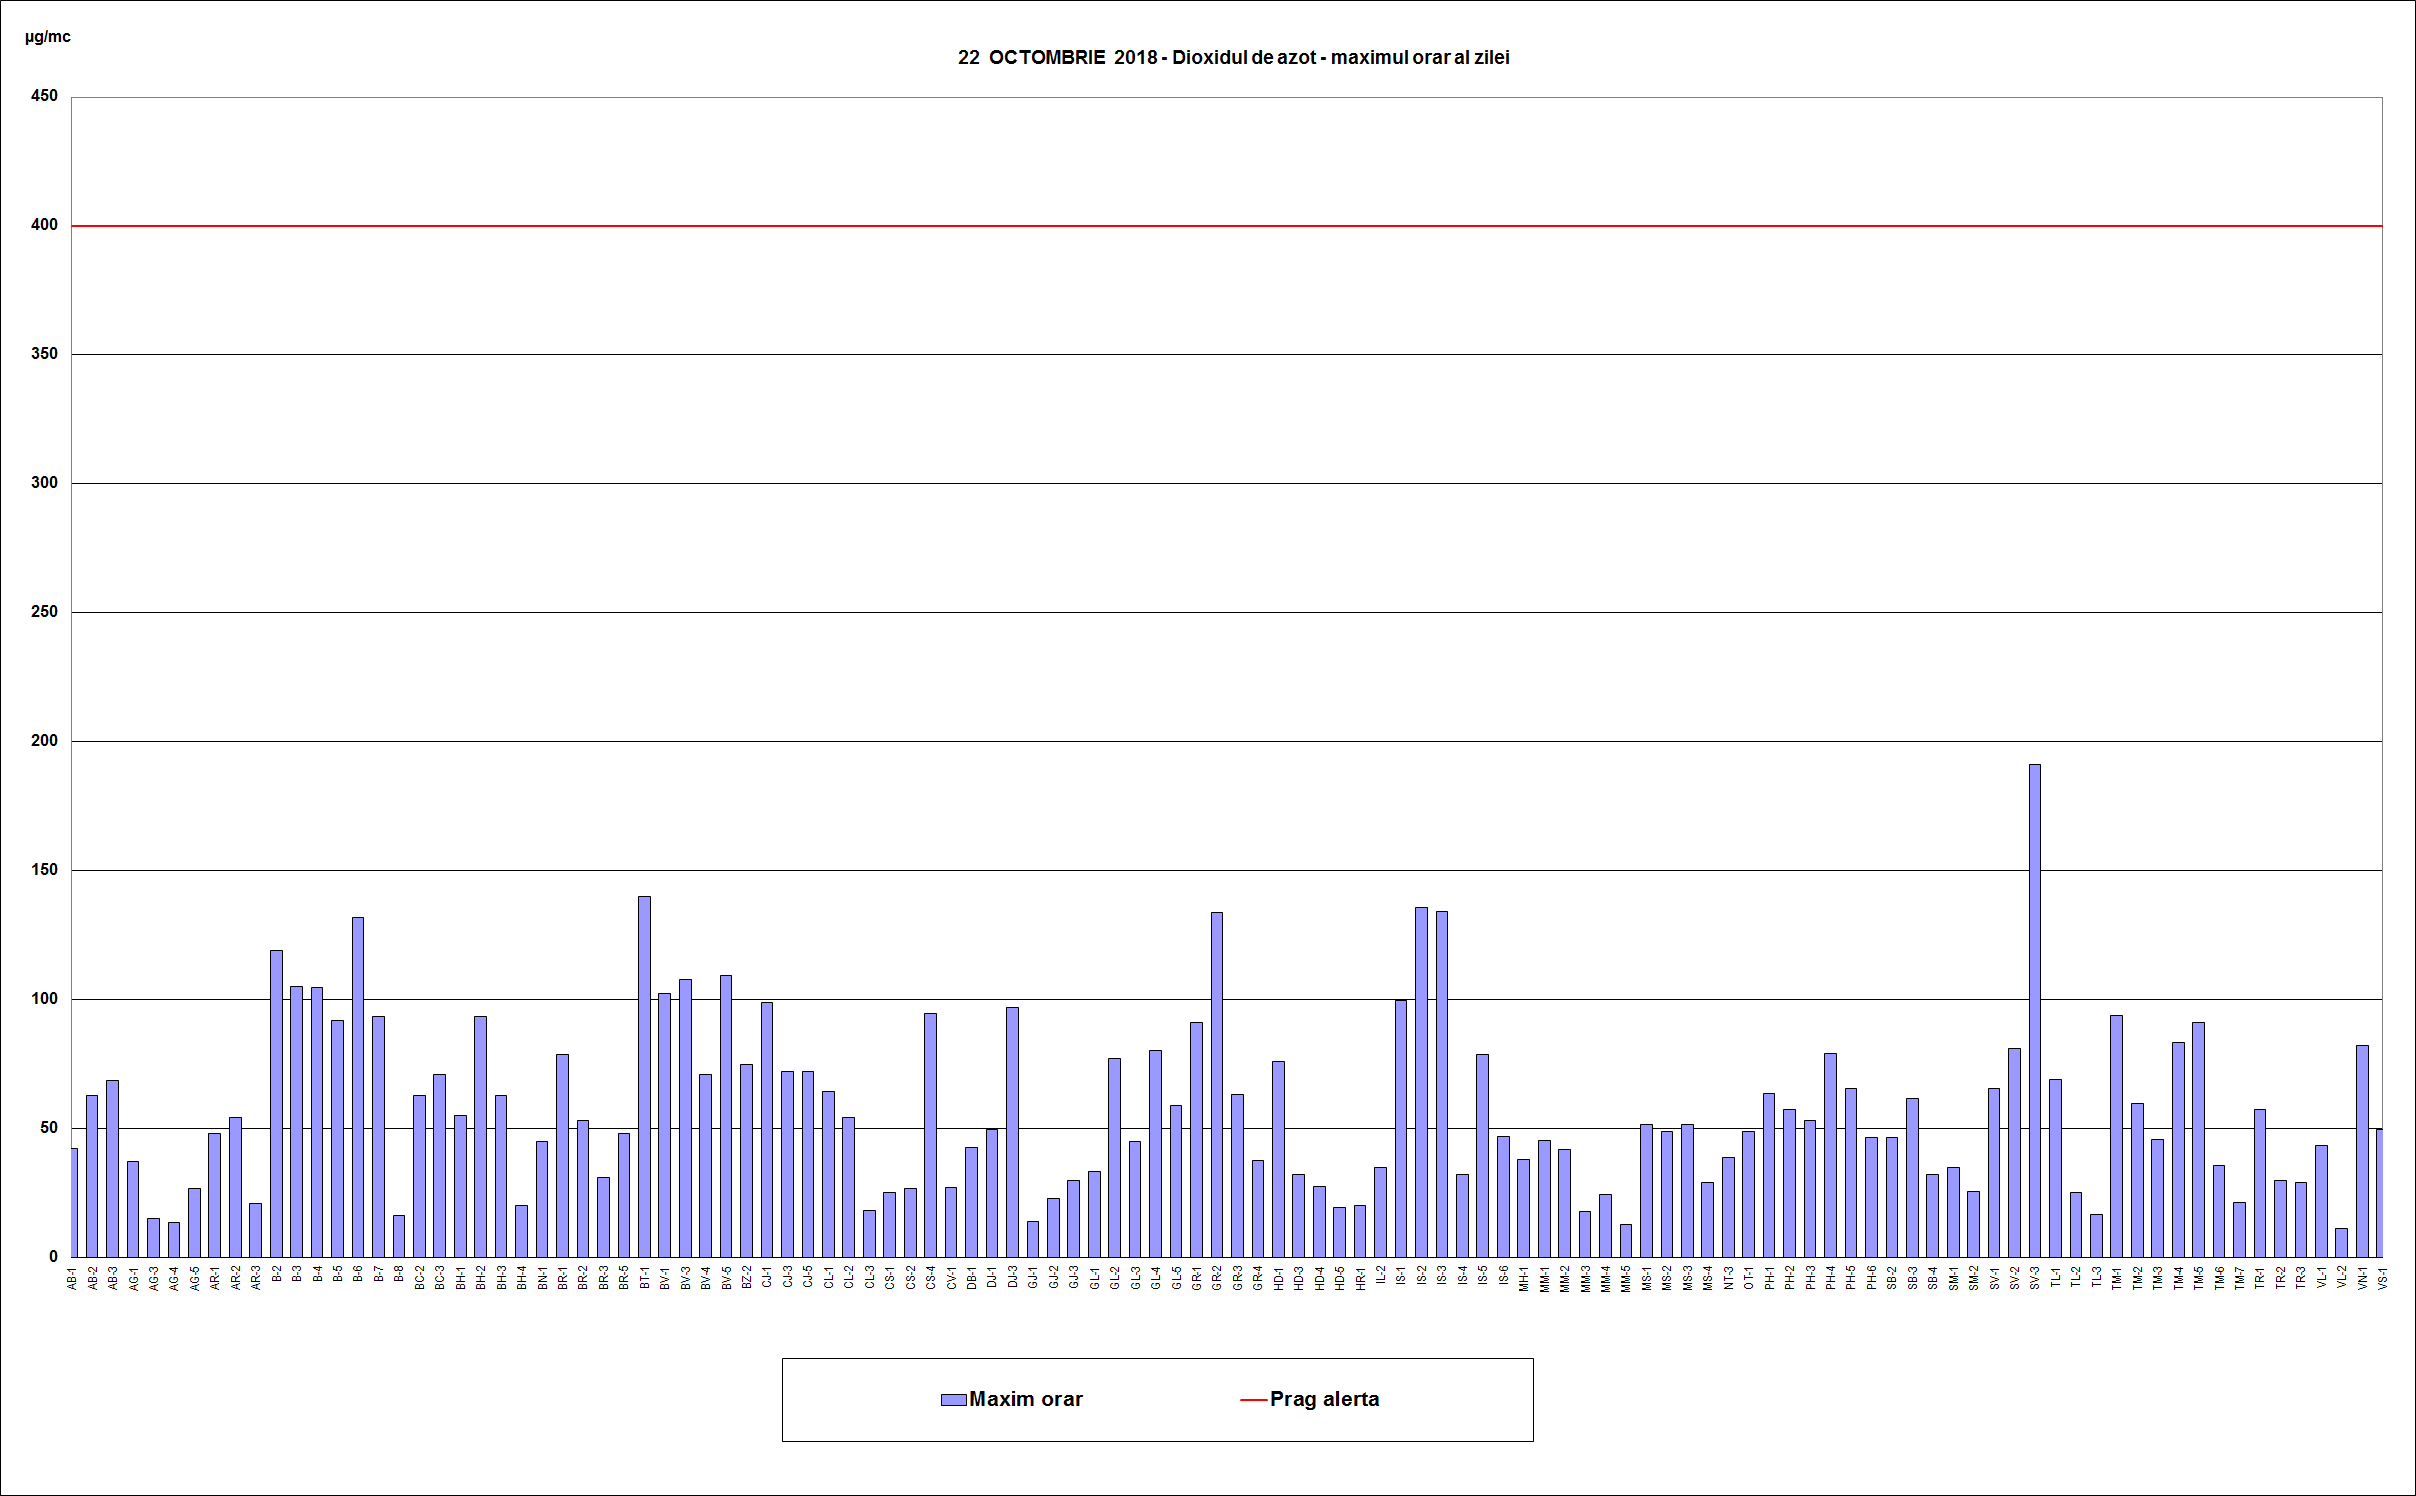 µg/mc
22 OCTOMBRIE 2018 - Dioxidul de azot - maximul orar al zilei
450
400
350
300
250
200
150
100
50
0
AB-1 AB-2 AB-3 AG-1 AG-3 AG-4 AG-5 AR-1 AR-2 AR-3 B-2 B-3 B-4 B-5 B-6 B-7 B-8 BC-2 BC-3 BH-1 BH-2 BH-3 BH-4 BN-1 BR-1 BR-2 BR-3 BR-5 BT-1 BV-1 BV-3 BV-4 BV-5 BZ-2 CJ-1 CJ-3 CJ-5 CL-1 CL-2 CL-3 CS-1 CS-2 CS-4 CV-1 DB-1 DJ-1 DJ-3 GJ-1 GJ-2 GJ-3 GL-1 GL-2 GL-3 GL-4 GL-5 GR-1 GR-2 GR-3 GR-4 HD-1 HD-3 HD-4 HD-5 HR-1 IL-2 IS-1 IS-2 IS-3 IS-4 IS-5 IS-6 MH-1 MM-1 MM-2 MM-3 MM-4 MM-5 MS-1 MS-2 MS-3 MS-4 NT-3 OT-1 PH-1 PH-2 PH-3 PH-4 PH-5 PH-6 SB-2 SB-3 SB-4 SM-1 SM-2 SV-1 SV-2 SV-3 TL-1 TL-2 TL-3 TM-1 TM-2 TM-3 TM-4 TM-5 TM-6 TM-7 TR-1 TR-2 TR-3 VL-1 VL-2 VN-1 VS-1
Maxim orar Prag alerta